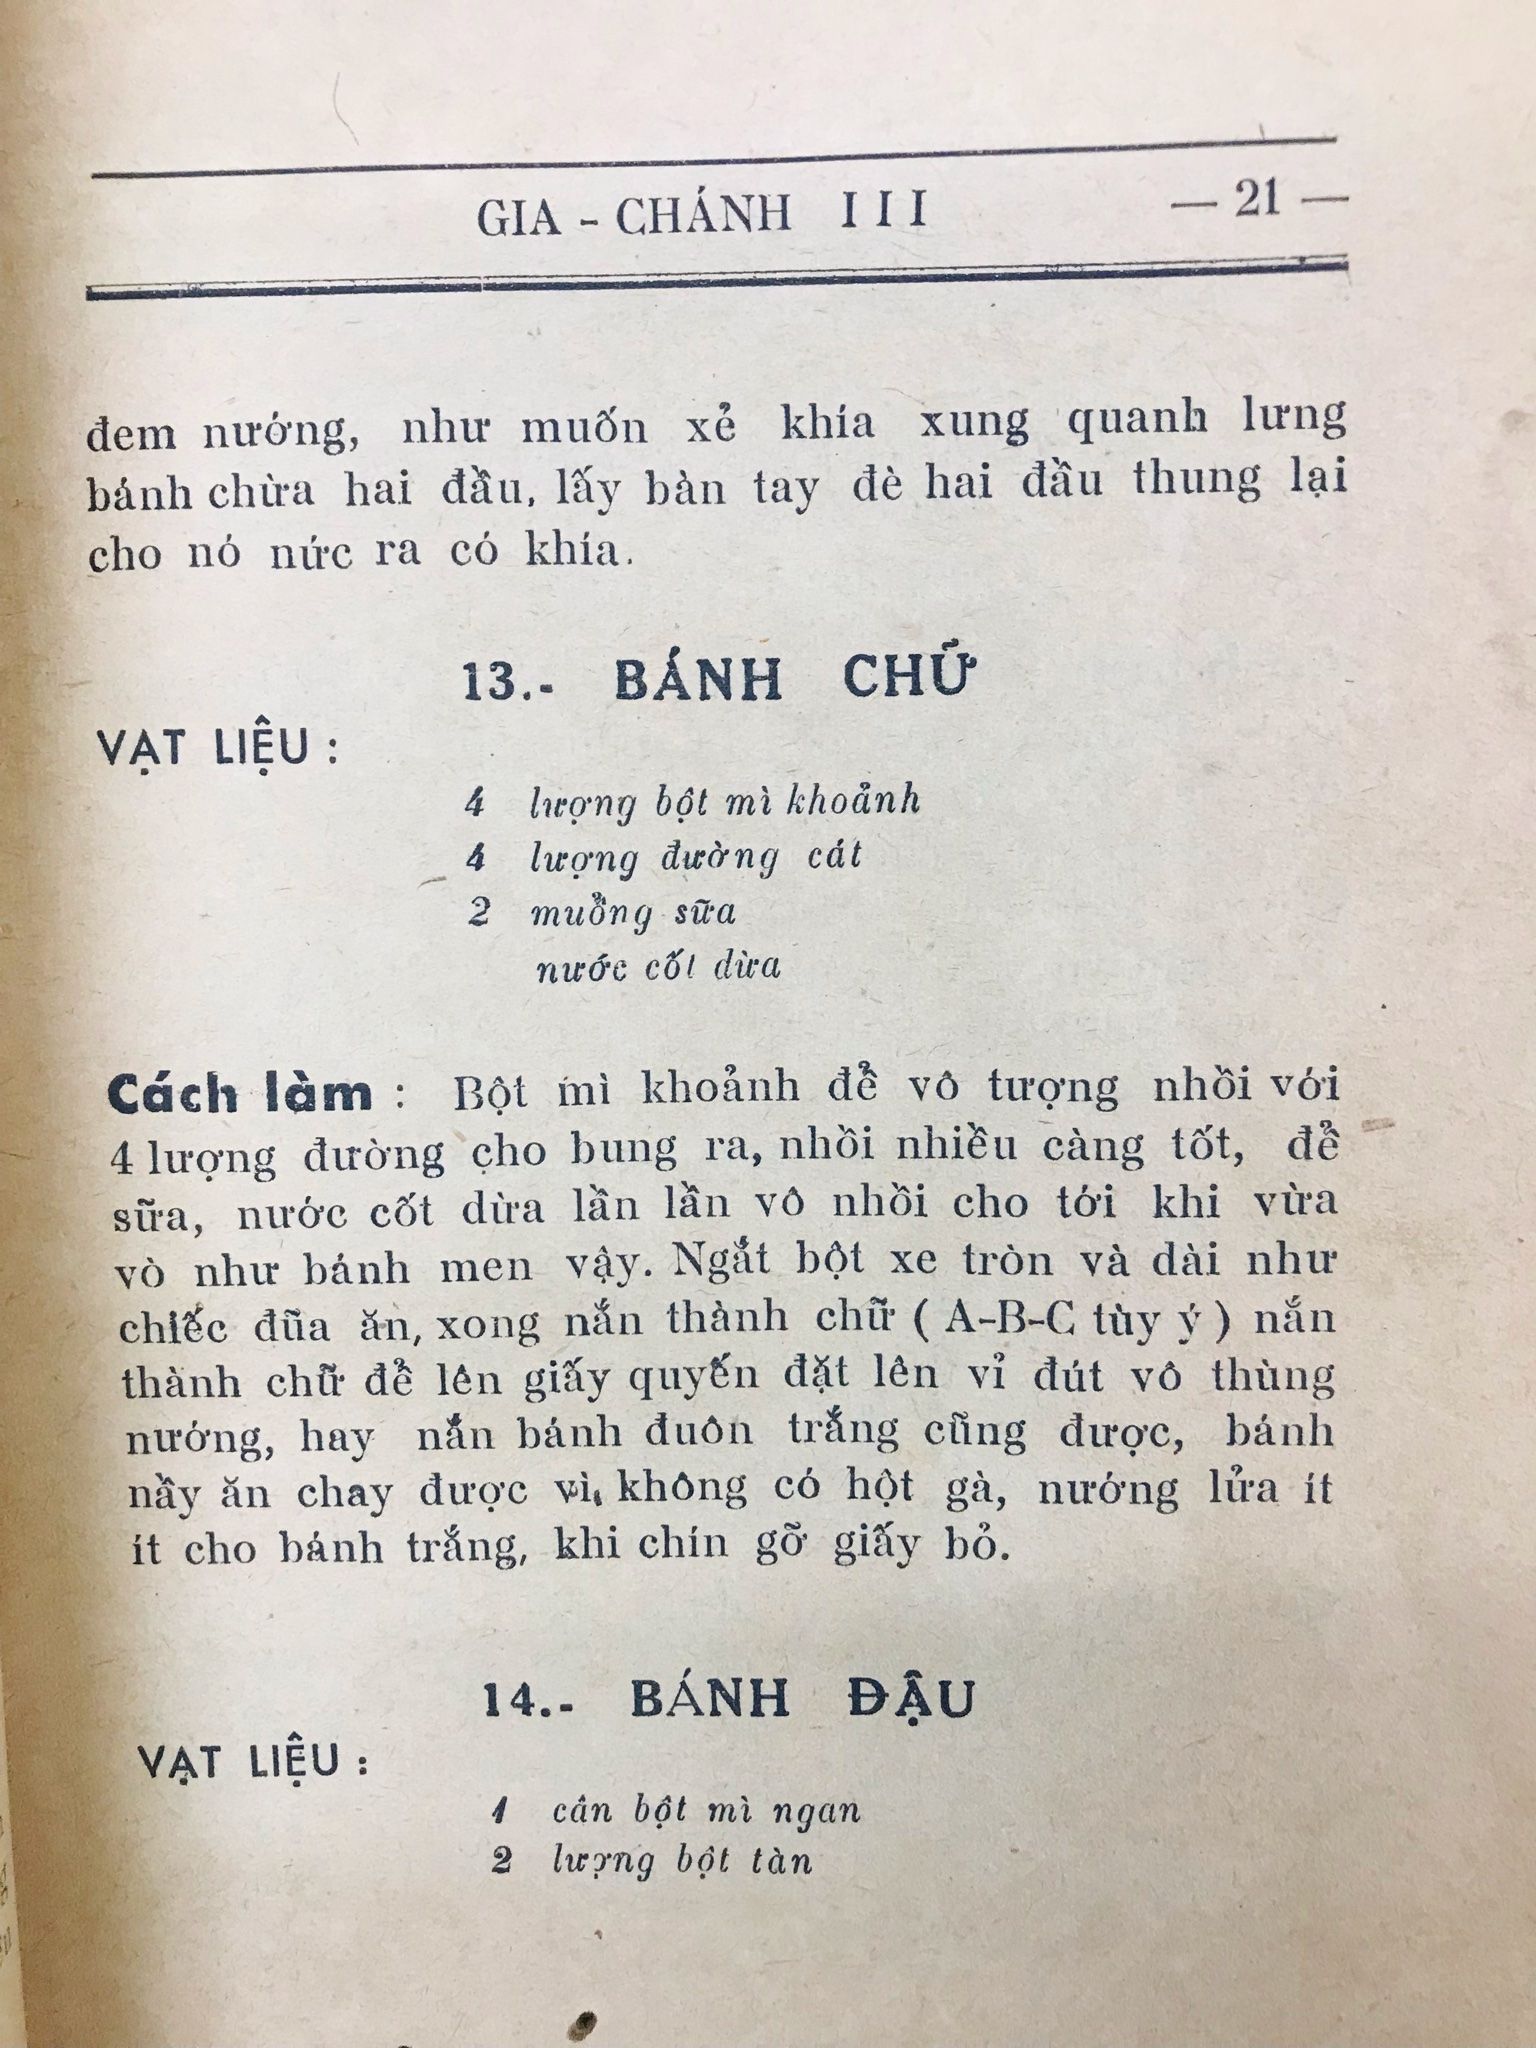 GIA - CHÁNH III — 21 —
đem nướng, như muốn xẻ khía xung quanh lưng
bánh chừa hai đầu, lấy bàn tay đè hai đầu thung lại
cho nó nức ra có khía.
13.- BÁNH CHỮ
VẠT LIỆU :
4 lượng bột mì khoảnh
4 lượng đường cát
2 muỗng sữa
nước cốt dừa
Cách làm : Bột mì khoảnh để vô tượng nhồi với
4 lượng đường cho bung ra, nhồi nhiều càng tốt, để
sữa, nước cốt dừa lần lần vô nhồi cho tới khi vừa
vò như bánh men vậy. Ngắt bột xe tròn và dài như
chiếc đũa ăn, xong nắn thành chữ ( A-B-C tùy ý ) nắn
thành chữ để lên giấy quyến đặt lên vỉ đút vô thùng
nướng, hay nắn bánh đuôn trắng cũng được, bánh
nầy ăn chay được vì không có hột gà, nướng lửa ít
ít cho bánh trắng, khi chín gỡ giấy bỏ.
14.- BÁNH ĐẬU
VẠT LIỆU :
1 cân bột mì ngan
2 lượng bột tàn